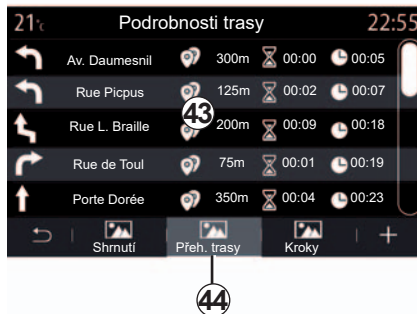 21°c Podrobnosti trasy 22:55
Av. Daumesnil 300m 00:00 00:05
Rue Picpus 125m 00:02 00:07
43
Rue L. Braille 200m 00:09 00:18
Rue de Toul 75m 00:01 00:19
Porte Dorée 350m 00:04 00:23
Shrnutí Přeh. trasy Kroky +
44